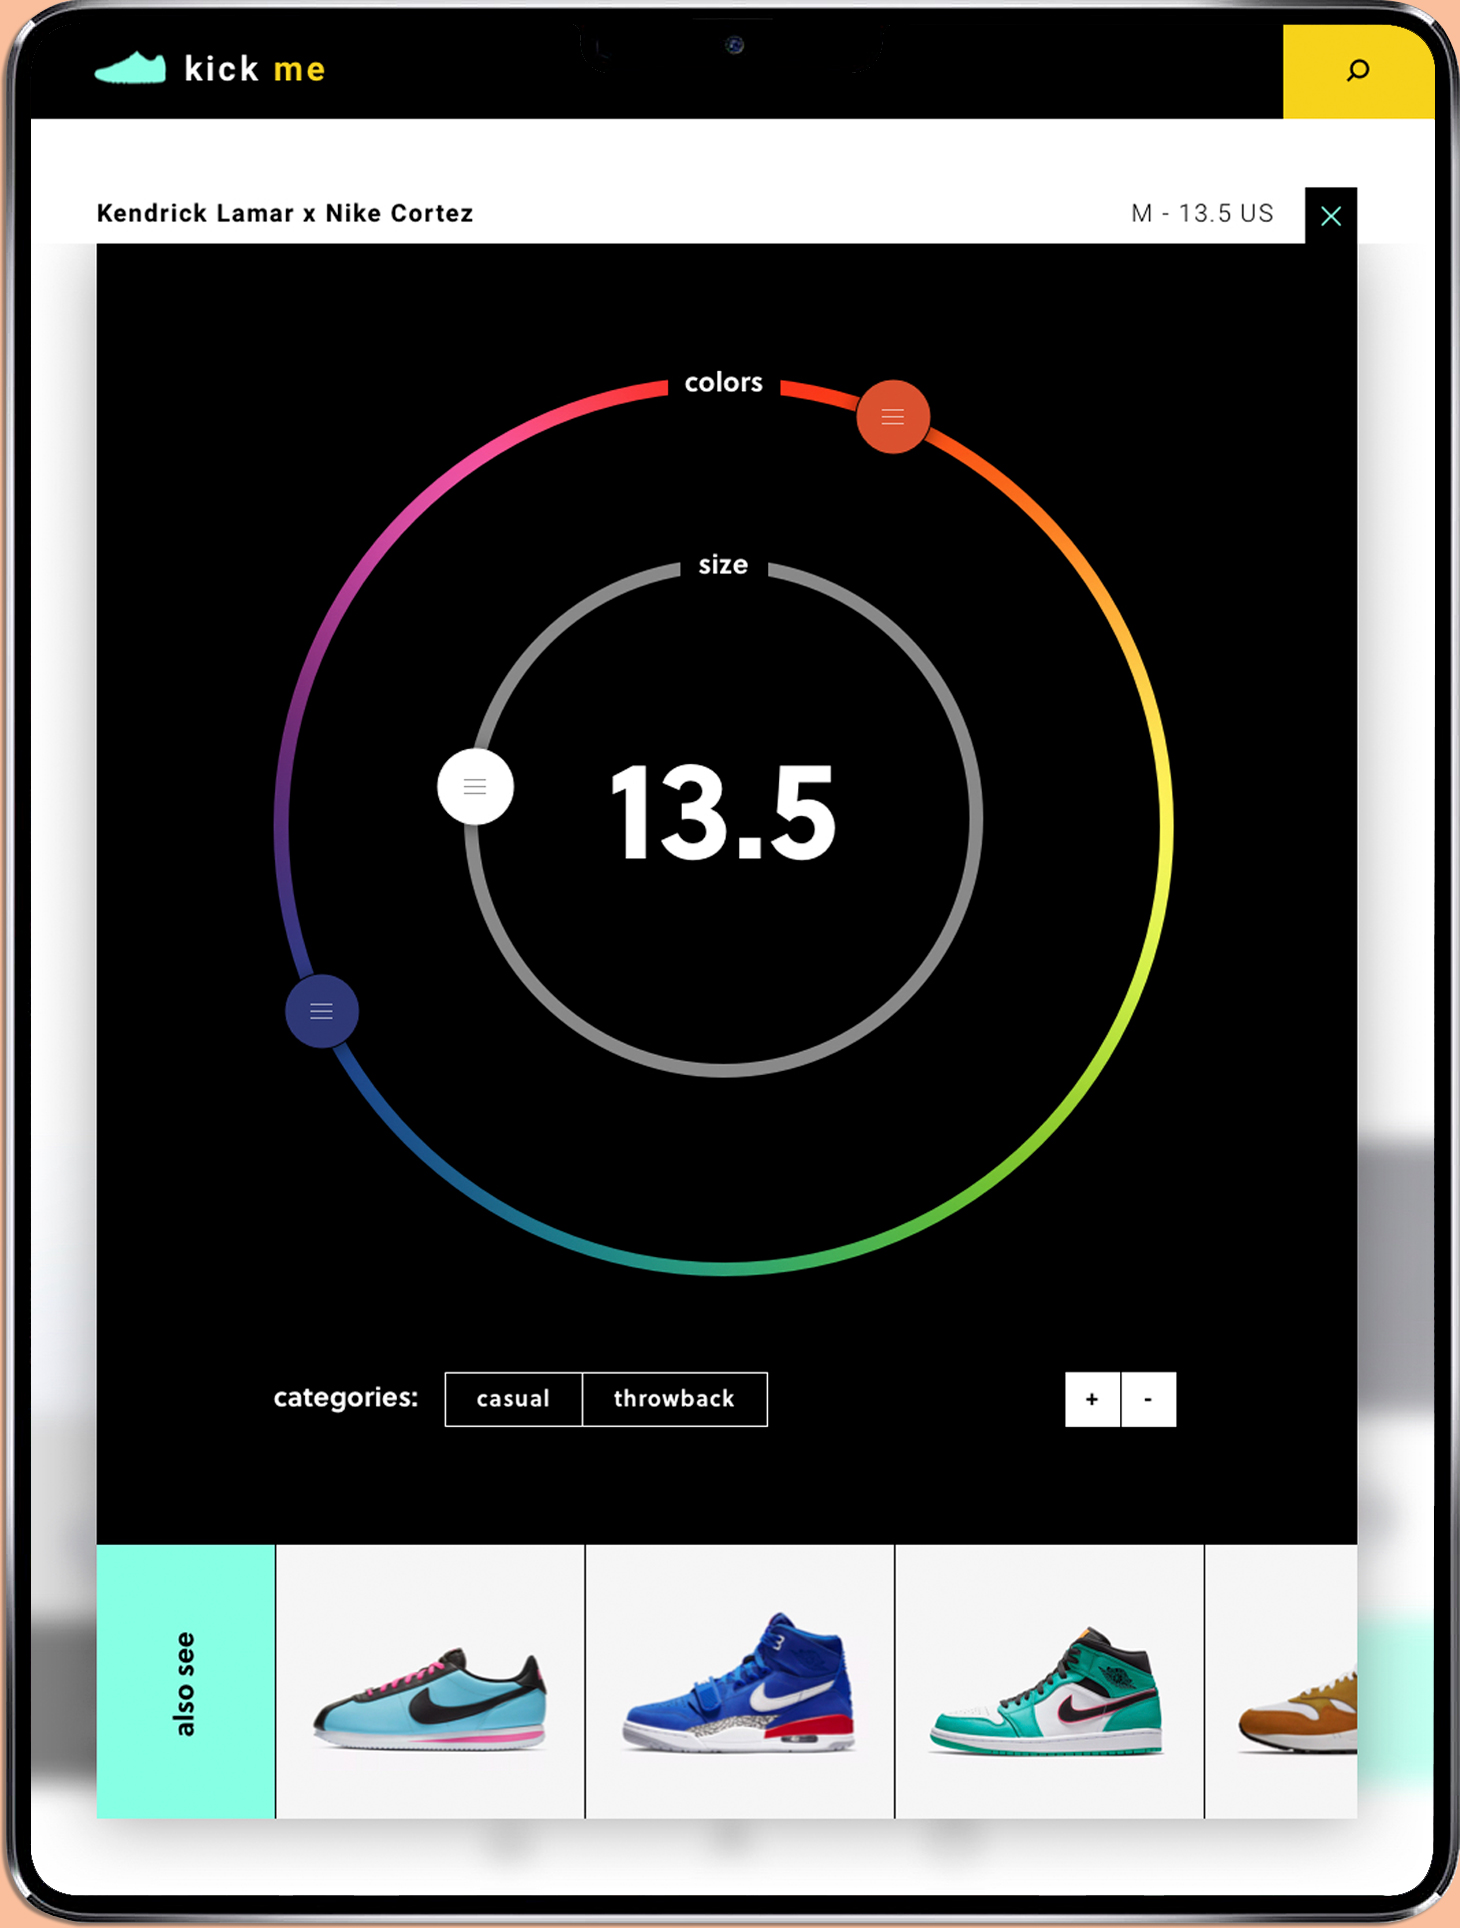 kick me
Kendrick Lamar x Nike Cortez
M - 13.5 US
colors
size
13.5
categories:
casual
throwback
+
-
also see